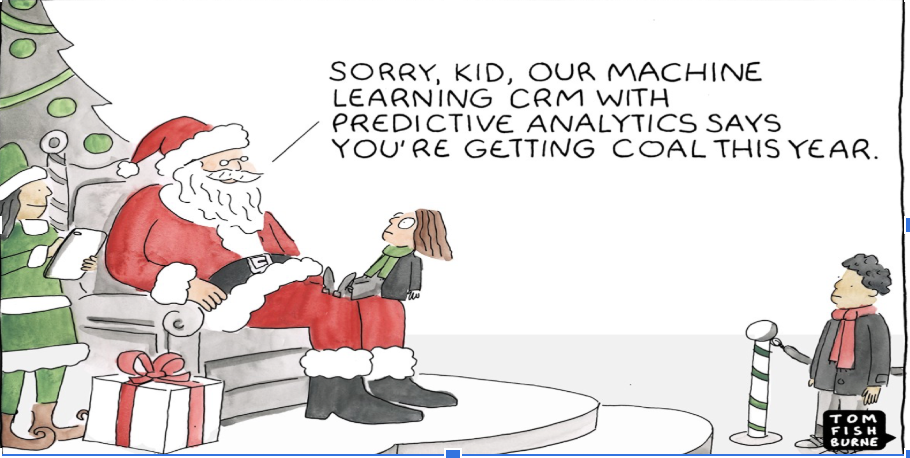 SORRY, KID, OUR MACHINE
LEARNING CRM WITH
PREDICTIVE ANALYTICS SAYS
YOU'RE GETTING COAL THIS YEAR.
TOM
FISH
BURNE